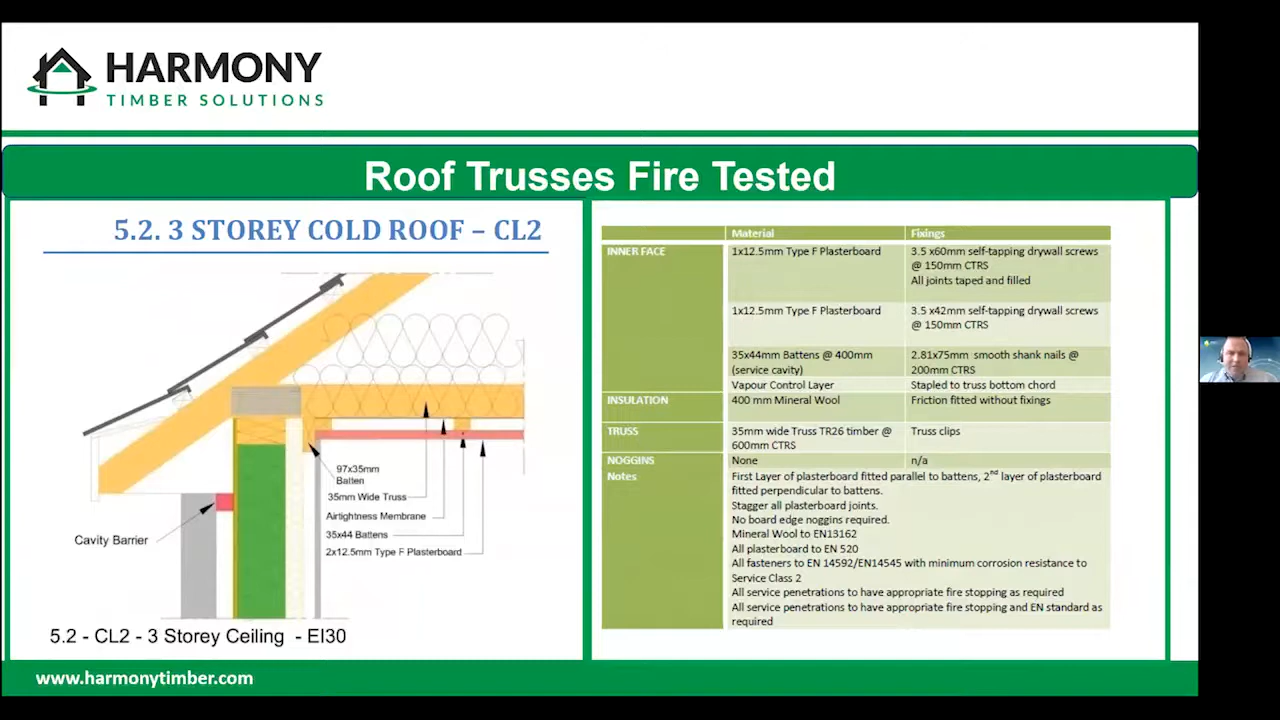 HARMONY
TIMBER SOLUTIONS
Roof Trusses Fire Tested
5.2. 3 STOREY COLD ROOF – CL2
97x35mm
Batten
35mm Wide Truss
Airtightness Membrane
35x44 Battens
2x12.5mm Type F Plasterboard
Cavity Barrier
5.2 - CL2 - 3 Storey Ceiling - EI30
Material Fixings
INNER FACE 1x12.5mm Type F Plasterboard 3.5 x60mm self-tapping drywall screws
@ 150mm CTRS
All joints taped and filled
1x12.5mm Type F Plasterboard 3.5 x42mm self-tapping drywall screws
@ 150mm CTRS
35x44mm Battens @ 400mm 2.81x75mm smooth shank nails @
(service cavity) 200mm CTRS
Vapour Control Layer Stapled to truss bottom chord
INSULATION 400 mm Mineral Wool Friction fitted without fixings
TRUSS 35mm wide Truss TR26 timber @ Truss clips
600mm CTRS
NOGGINS None n/a
Notes First Layer of plasterboard fitted parallel to battens, 2nd layer of plasterboard
fitted perpendicular to battens.
Stagger all plasterboard joints.
No board edge noggins required.
Mineral Wool to EN13162
All plasterboard to EN 520
All fasteners to EN 14592/EN14545 with minimum corrosion resistance to
Service Class 2
All service penetrations to have appropriate fire stopping as required
All service penetrations to have appropriate fire stopping and EN standard as
required
www.harmonytimber.com